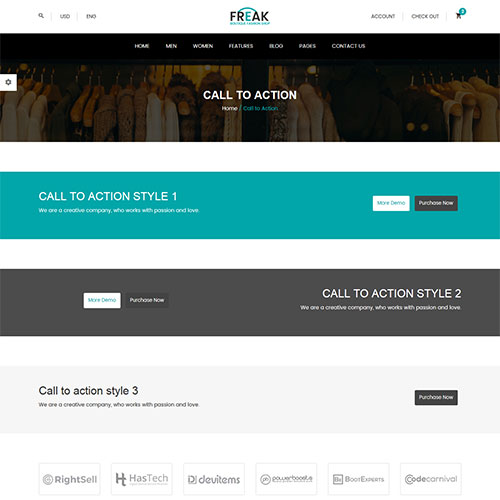 USD ENG FREAK ACCOUNT CHECK OUT
BOUTIQUE FASHION SHOP
HOME MEN WOMEN FEATURES BLOG PAGES CONTACT US
CALL TO ACTION
Home / Call to Action
CALL TO ACTION STYLE 1
We are a creative company, who works with passion and love.
More Demo Purchase Now
More Demo Purchase Now
CALL TO ACTION STYLE 2
We are a creative company, who works with passion and love.
Call to action style 3
We are a creative company, who works with passion and love.
Purchase Now
RightSell HasTech devitems powerboost BootExperts Codecarnival